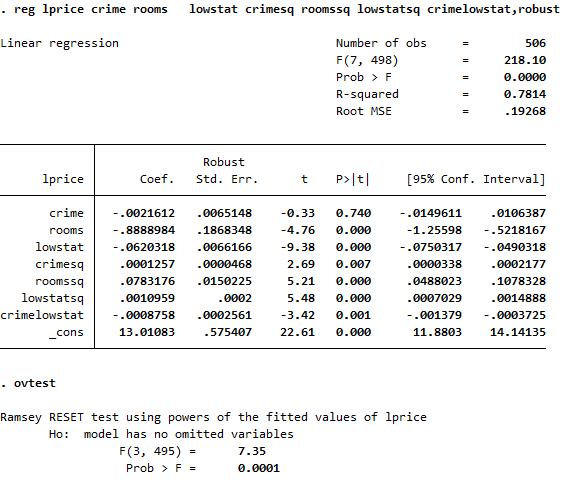 . reg lprice crime rooms   lowstat crimesq roomssq lowstatsq crimelowstat,robust
Linear regression                               Number of obs     =        506
                                                F(7, 498)         =     218.10
                                                Prob > F          =     0.0000
                                                R-squared         =     0.7814
                                                Root MSE          =     .19268
                            Robust
      lprice       Coef.   Std. Err.      t    P>|t|     [95% Conf. Interval]
       crime   -.0021612   .0065148    -0.33   0.740    -.0149611    .0106387
       rooms   -.8888984   .1868348    -4.76   0.000     -1.25598   -.5218167
     lowstat   -.0620318   .0066166    -9.38   0.000    -.0750317   -.0490318
     crimesq    .0001257   .0000468     2.69   0.007     .0000338    .0002177
     roomssq    .0783176   .0150225     5.21   0.000     .0488023    .1078328
   lowstatsq    .0010959      .0002     5.48   0.000     .0007029    .0014888
crimelowstat   -.0008758   .0002561    -3.42   0.001     -.001379   -.0003725
       _cons    13.01083    .575407    22.61   0.000      11.8803    14.14135
. ovtest
Ramsey RESET test using powers of the fitted values of lprice
       Ho:  model has no omitted variables
                 F(3, 495) =      7.35
                  Prob > F =      0.0001